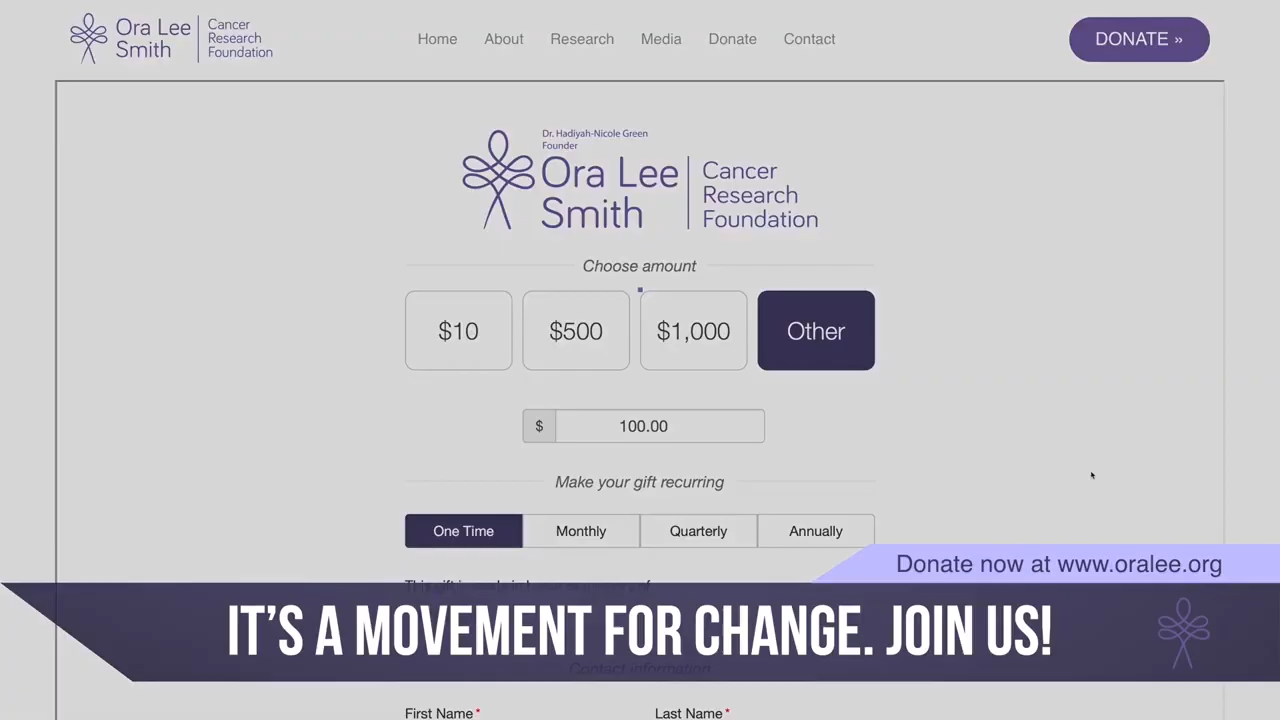 Ora Lee
Smith
Cancer
Research
Foundation
Home About Research Media Donate Contact
DONATE »
Dr. Hadiyah-Nicole Green
Founder
Ora Lee
Smith
Cancer
Research
Foundation
Choose amount
$10 $500 $1,000 Other
$ 100.00
Make your gift recurring
One Time Monthly Quarterly Annually
Donate now at www.oralee.org
IT'S A MOVEMENT FOR CHANGE. JOIN US!
Contact information
First Name * Last Name *